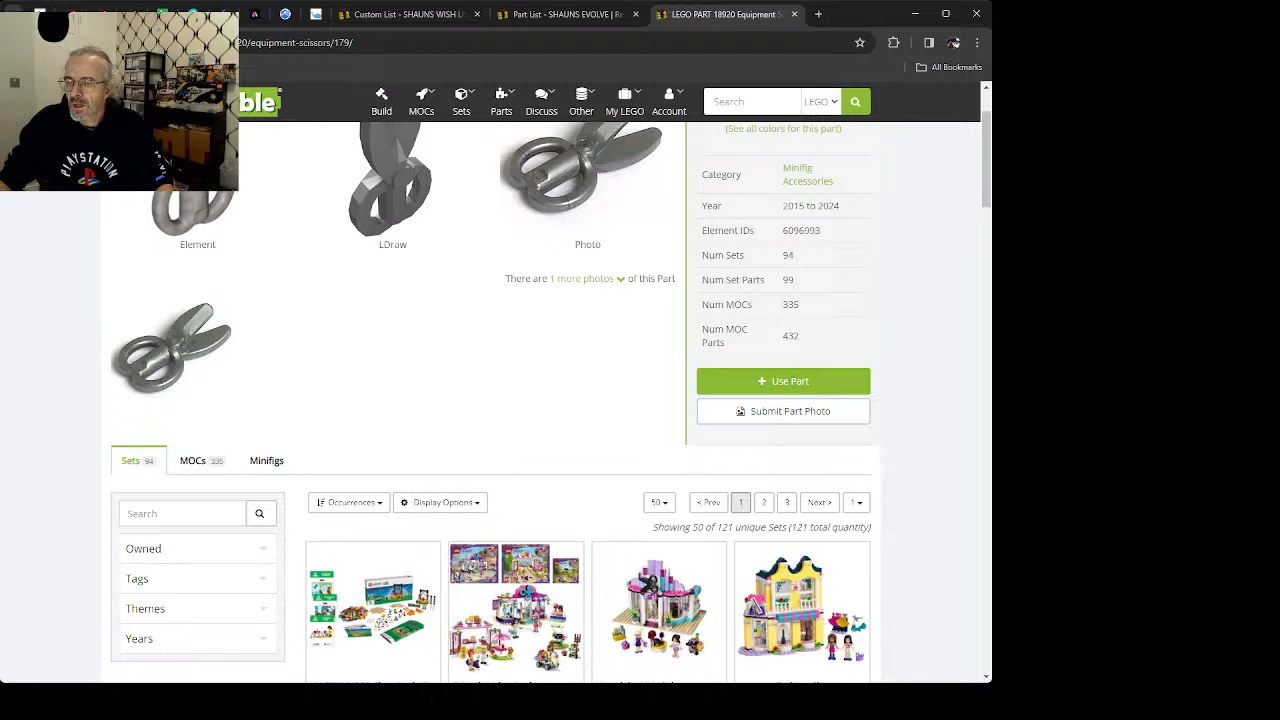 Custom List - SHAUNS WISH L
Part List - SHAUNS EVOLVE | Re
LEGO PART 18920 Equipment S
20/equipment-scissors/179/
All Bookmarks
ble
Build
MOCs
Sets
Parts
Discuss
Other
My LEGO
Account
Search
LEGO
PLAYSTATION
(See all colors for this part)
Category
Minifig
Accessories
Year
2015 to 2024
Element IDs
6096993
Num Sets
94
Num Set Parts
99
Num MOCs
335
Num MOC
Parts
432
Element
LDraw
Photo
There are 1 more photos of this Part
Use Part
Submit Part Photo
Sets 94
MOCs 335
Minifigs
Search
Owned
Tags
Themes
Years
Occurrences
Display Options
50
< Prev
1
2
3
Next >
1
Showing 50 of 121 unique Sets (121 total quantity)